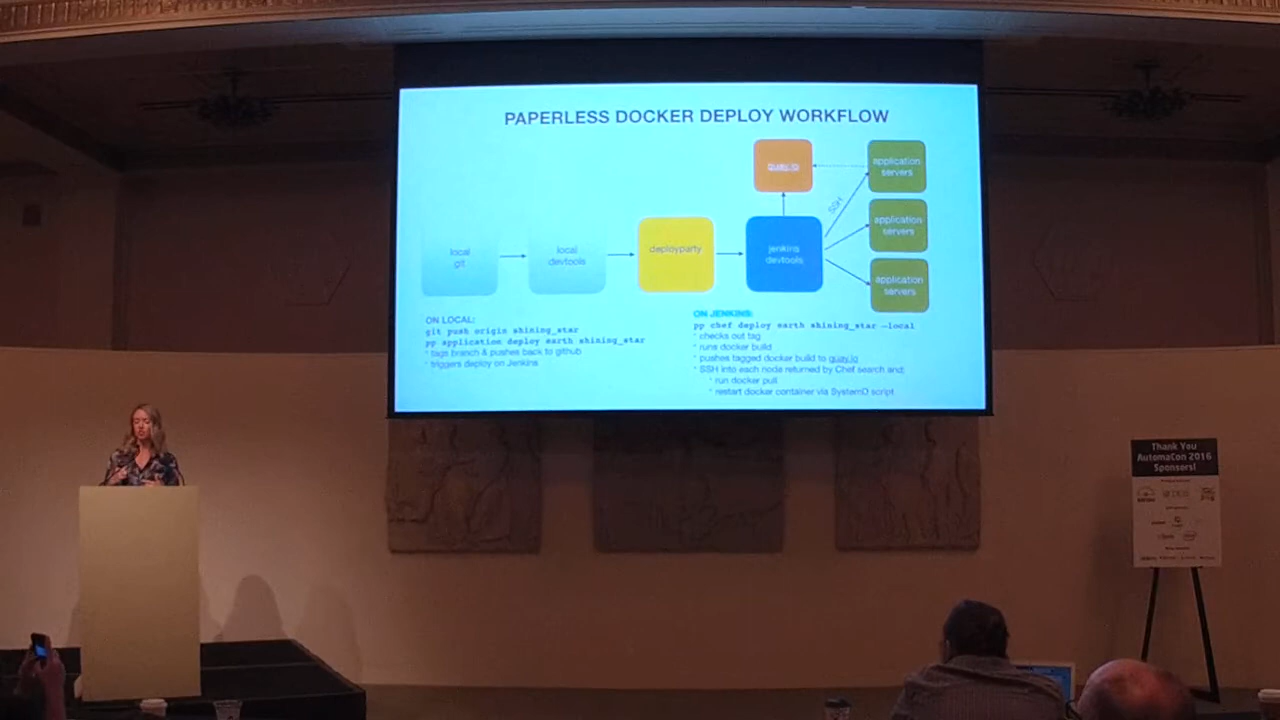 PAPERLESS DOCKER DEPLOY WORKFLOW
quay.io
application
servers
SSH
local
git
local
devtools
deployparty
jenkins
devtools
application
servers
application
servers
ON LOCAL:
git push origin shining_star
pp application deploy earth shining_star
* tags branch & pushes back to github
* triggers deploy on Jenkins
ON JENKINS:
pp chef deploy earth shining_star --local
* checks out tag
* runs docker build
* pushes tagged docker build to quay.io
* SSH into each node returned by Chef search and:
* run docker pull
* restart docker container via SystemD script
Thank You
AutomaCon 2016
Sponsors!